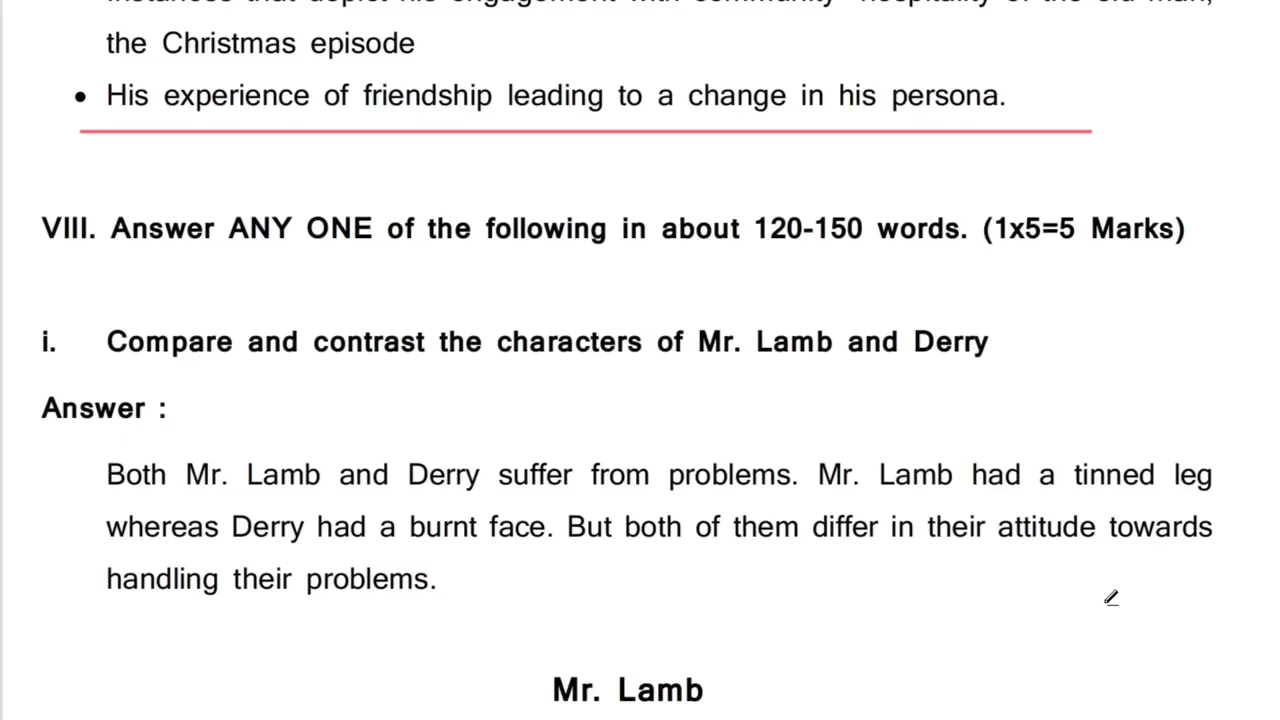 the Christmas episode
• His experience of friendship leading to a change in his persona.
VIII. Answer ANY ONE of the following in about 120-150 words. (1x5=5 Marks)
i. Compare and contrast the characters of Mr. Lamb and Derry
Answer :
Both Mr. Lamb and Derry suffer from problems. Mr. Lamb had a tinned leg
whereas Derry had a burnt face. But both of them differ in their attitude towards
handling their problems.
Mr. Lamb